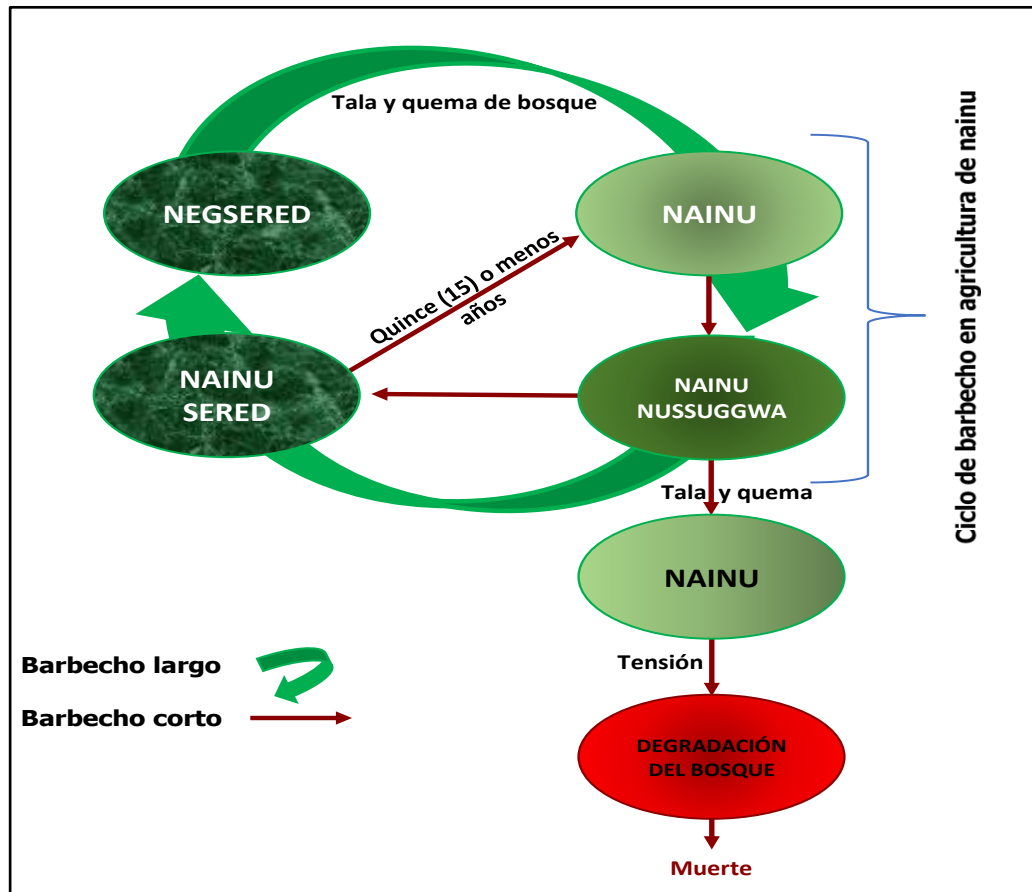 Tala y quema de bosque
NEGSERED
NAINU
Quince (15) o menos
años
NAINU
SERED
NAINU
NUSSUGGWA
Tala y quema
NAINU
Tensión
DEGRADACIÓN
DEL BOSQUE
Muerte
Barbecho largo
Barbecho corto
Ciclo de barbecho en agricultura de nainu